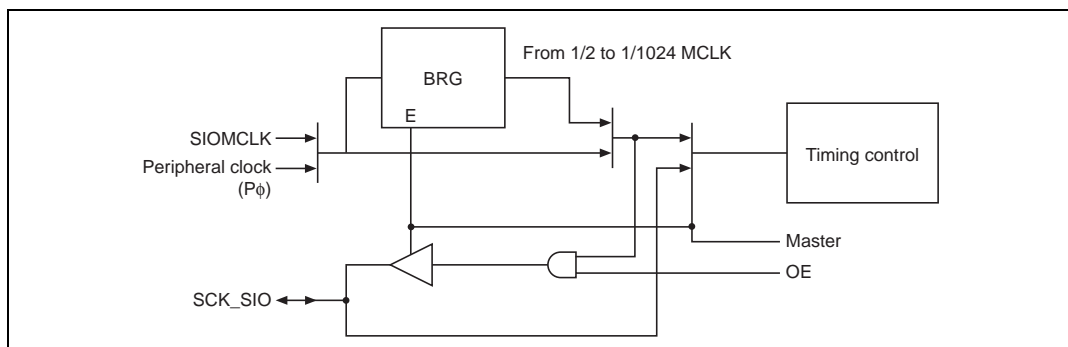 From 1/2 to 1/1024 MCLK
BRG
E
SIOMCLK
Peripheral clock
(Pϕ)
Timing control
Master
OE
SCK_SIO